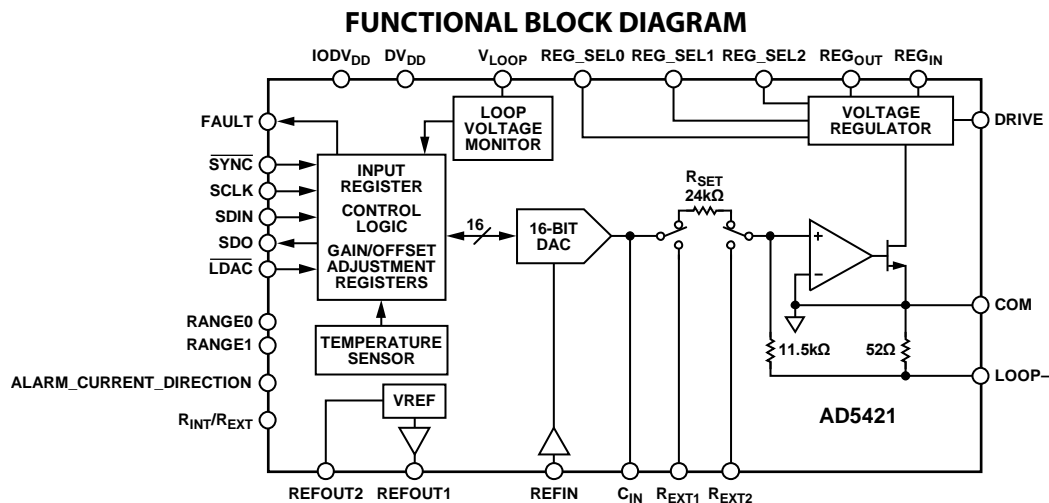 FUNCTIONAL BLOCK DIAGRAM
IODVDD
DVDD
VLOOP
REG_SEL0
REG_SEL1
REG_SEL2
REGOUT
REGIN
FAULT
SYNC
SCLK
SDIN
SDO
LDAC
RANGE0
RANGE1
ALARM_CURRENT_DIRECTION
RINT/REXT
LOOP
VOLTAGE
MONITOR
VOLTAGE
REGULATOR
DRIVE
INPUT
REGISTER
CONTROL
LOGIC
GAIN/OFFSET
ADJUSTMENT
REGISTERS
16
16-BIT
DAC
RSET
24kΩ
+
–
COM
TEMPERATURE
SENSOR
11.5kΩ
52Ω
LOOP–
VREF
AD5421
REFOUT2
REFOUT1
REFIN
CIN
REXT1
REXT2